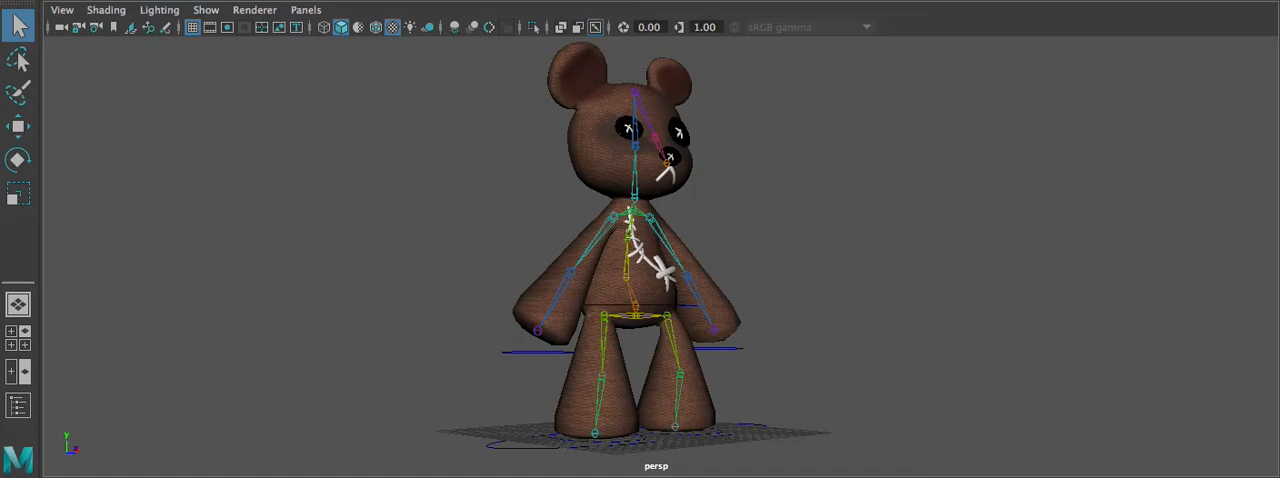 View Shading Lighting Show Renderer Panels
0.00 1.00 sRGB gamma
y
z
persp
M